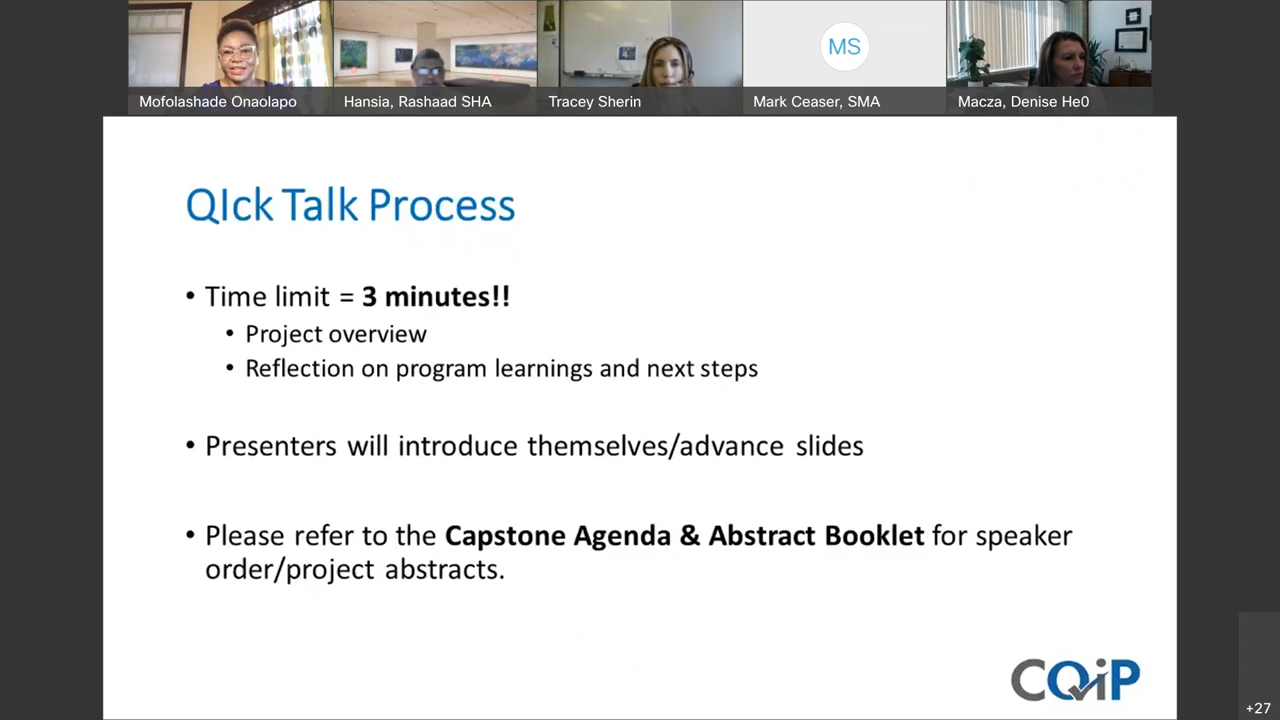 MS
Mofolashade Onaolapo
Hansia, Rashaad SHA
Tracey Sherin
Mark Ceaser, SMA
Macza, Denise He0
QIck Talk Process
• Time limit = 3 minutes!!
• Project overview
• Reflection on program learnings and next steps
• Presenters will introduce themselves/advance slides
• Please refer to the Capstone Agenda & Abstract Booklet for speaker
order/project abstracts.
CQiP
+27